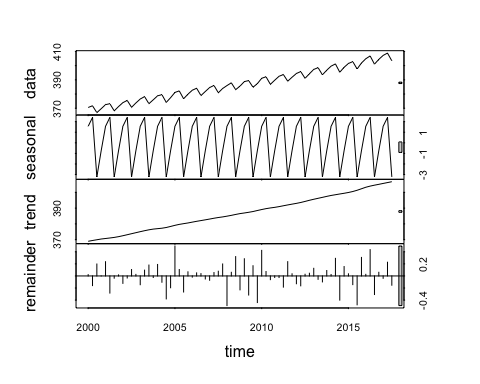 data
370 390 410
seasonal
-3 -1 1
trend
370 390
remainder
-0.4 0.2
2000 2005 2010 2015
time